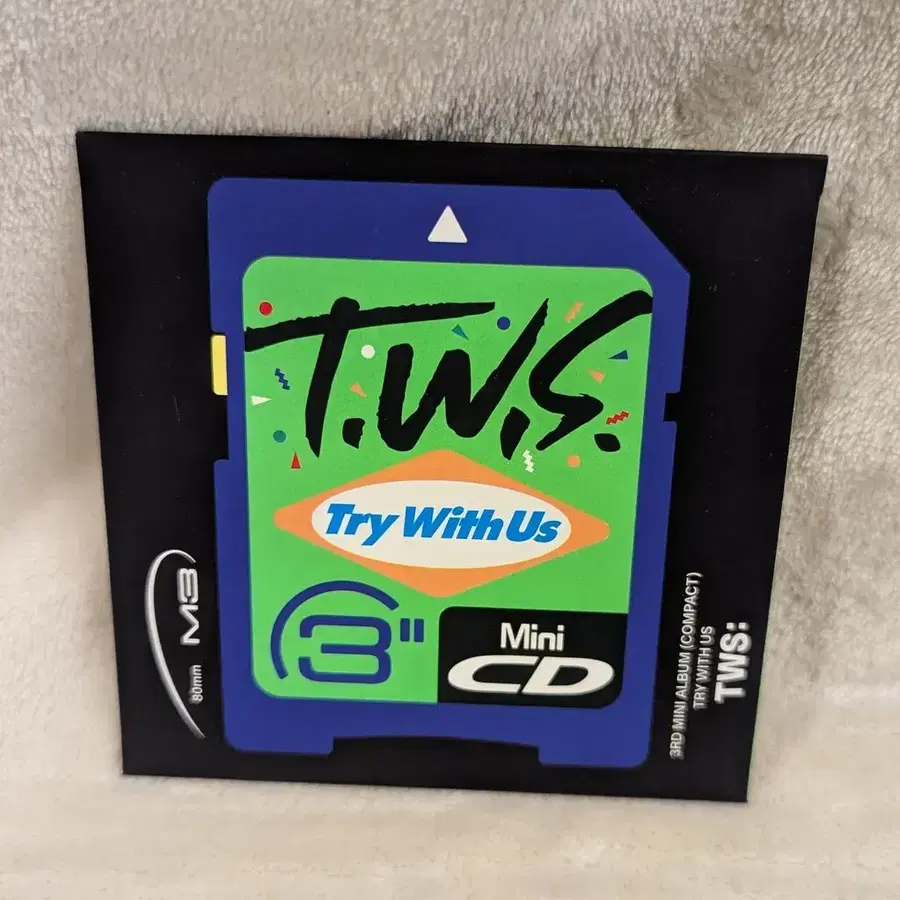 T.W.S.
Try With Us
3"
Mini
CD
M3
80mm
3RD MINI ALBUM (COMPACT)
TRY WITH US
TWS: